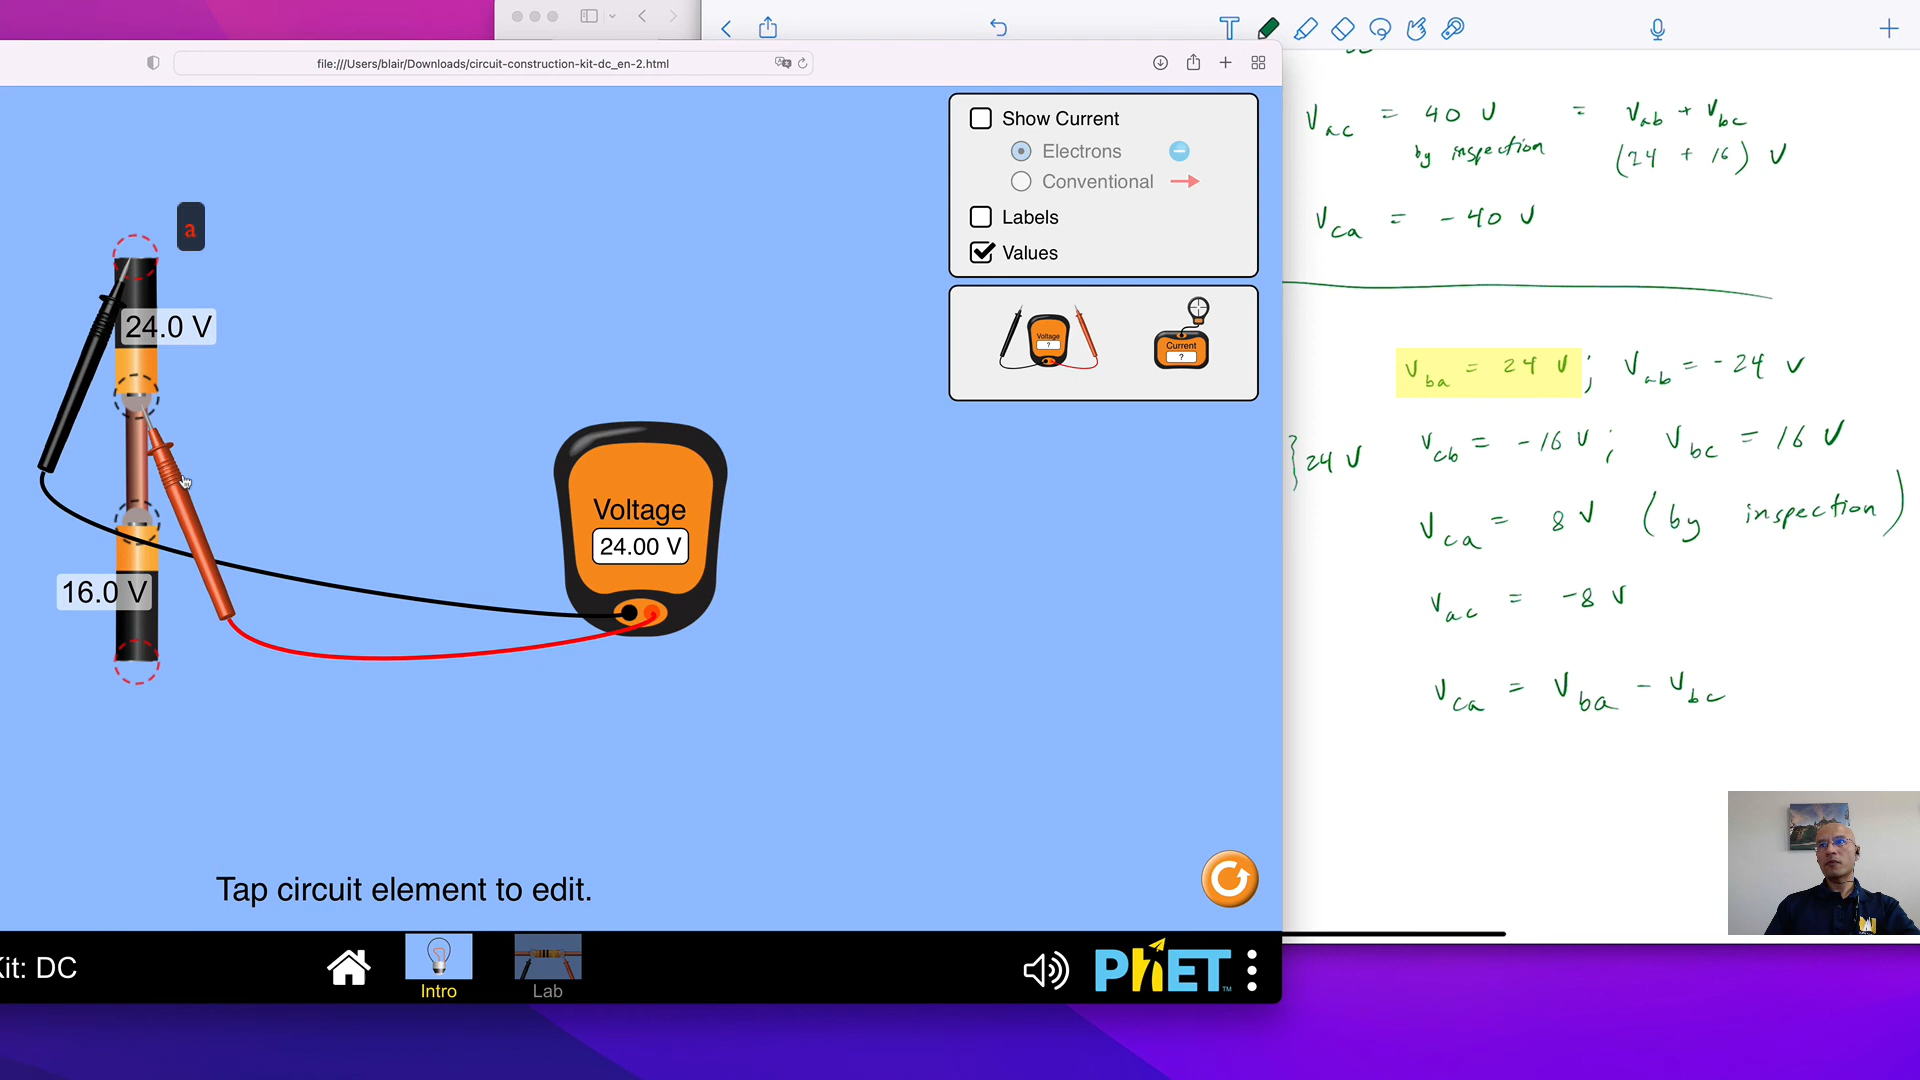 file:///Users/blair/Downloads/circuit-construction-kit-dc_en-2.html
a
24.0 V
16.0 V
Voltage
24.00 V
Show Current
Electrons
Conventional
Labels
Values
Voltage
?
Current
?
Tap circuit element to edit.
Kit: DC
Intro
Lab
PhET™
Vac = 40 V = Vab + Vbc
by inspection (24 + 16) V
Vca = -40 V
Vba = 24 V ; Vab = -24 V
} 24 V
Vcb = -16 V ; Vbc = 16 V
Vca = 8 V (by inspection)
Vac = -8 V
Vca = Vba - Vbc